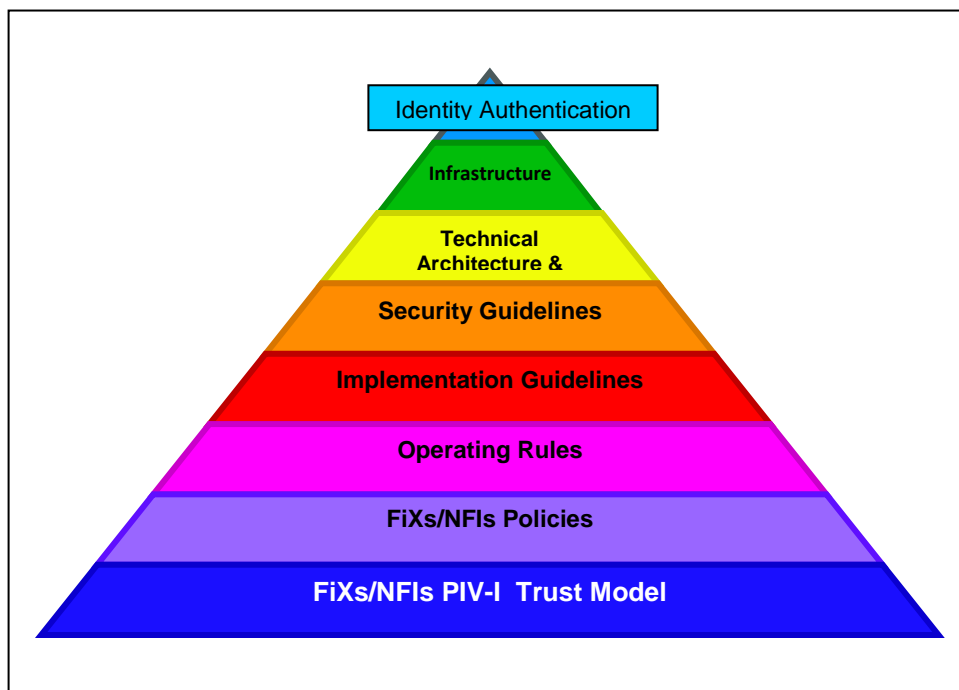 Identity Authentication
Infrastructure
Technical
Architecture &
Security Guidelines
Implementation Guidelines
Operating Rules
FiXs/NFIs Policies
FiXs/NFIs PIV-I Trust Model